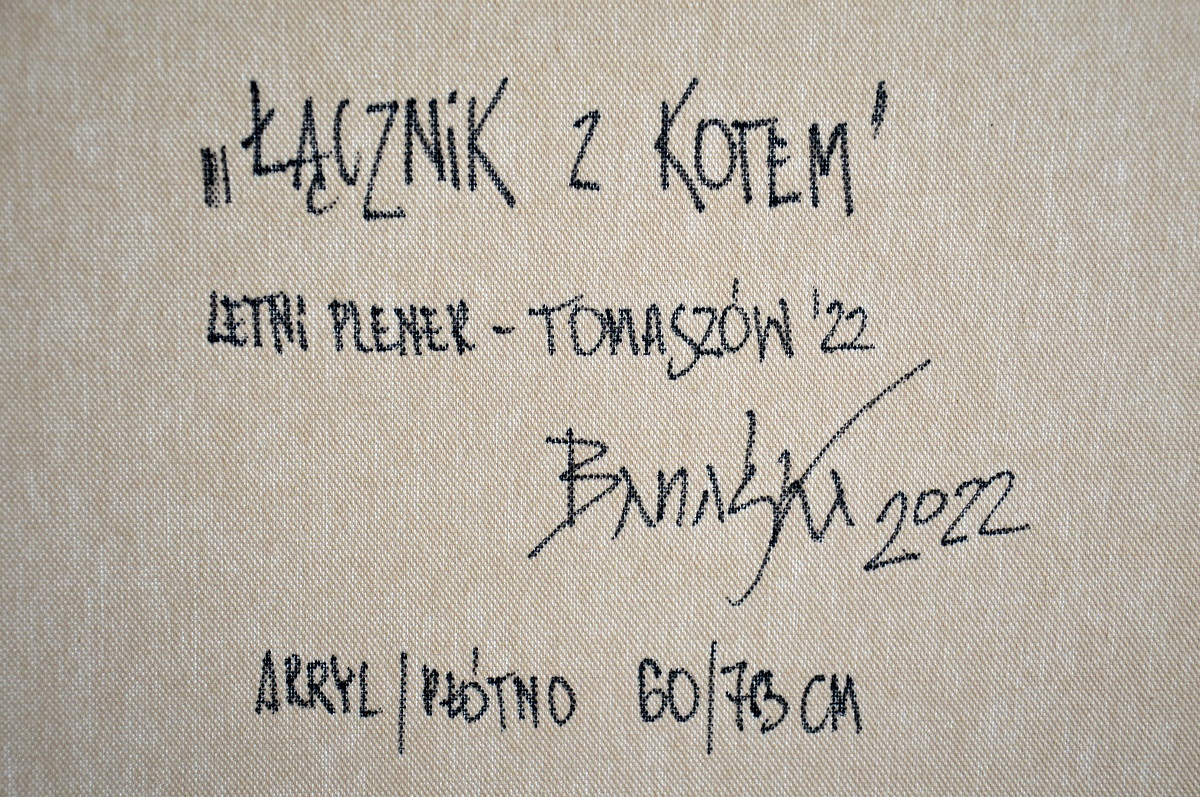 „ŁĄCZNIK Z KOTEM"
LETNI PLENER - TOMASZÓW '22
2022
AKRYL/PŁÓTNO 60/73 CM